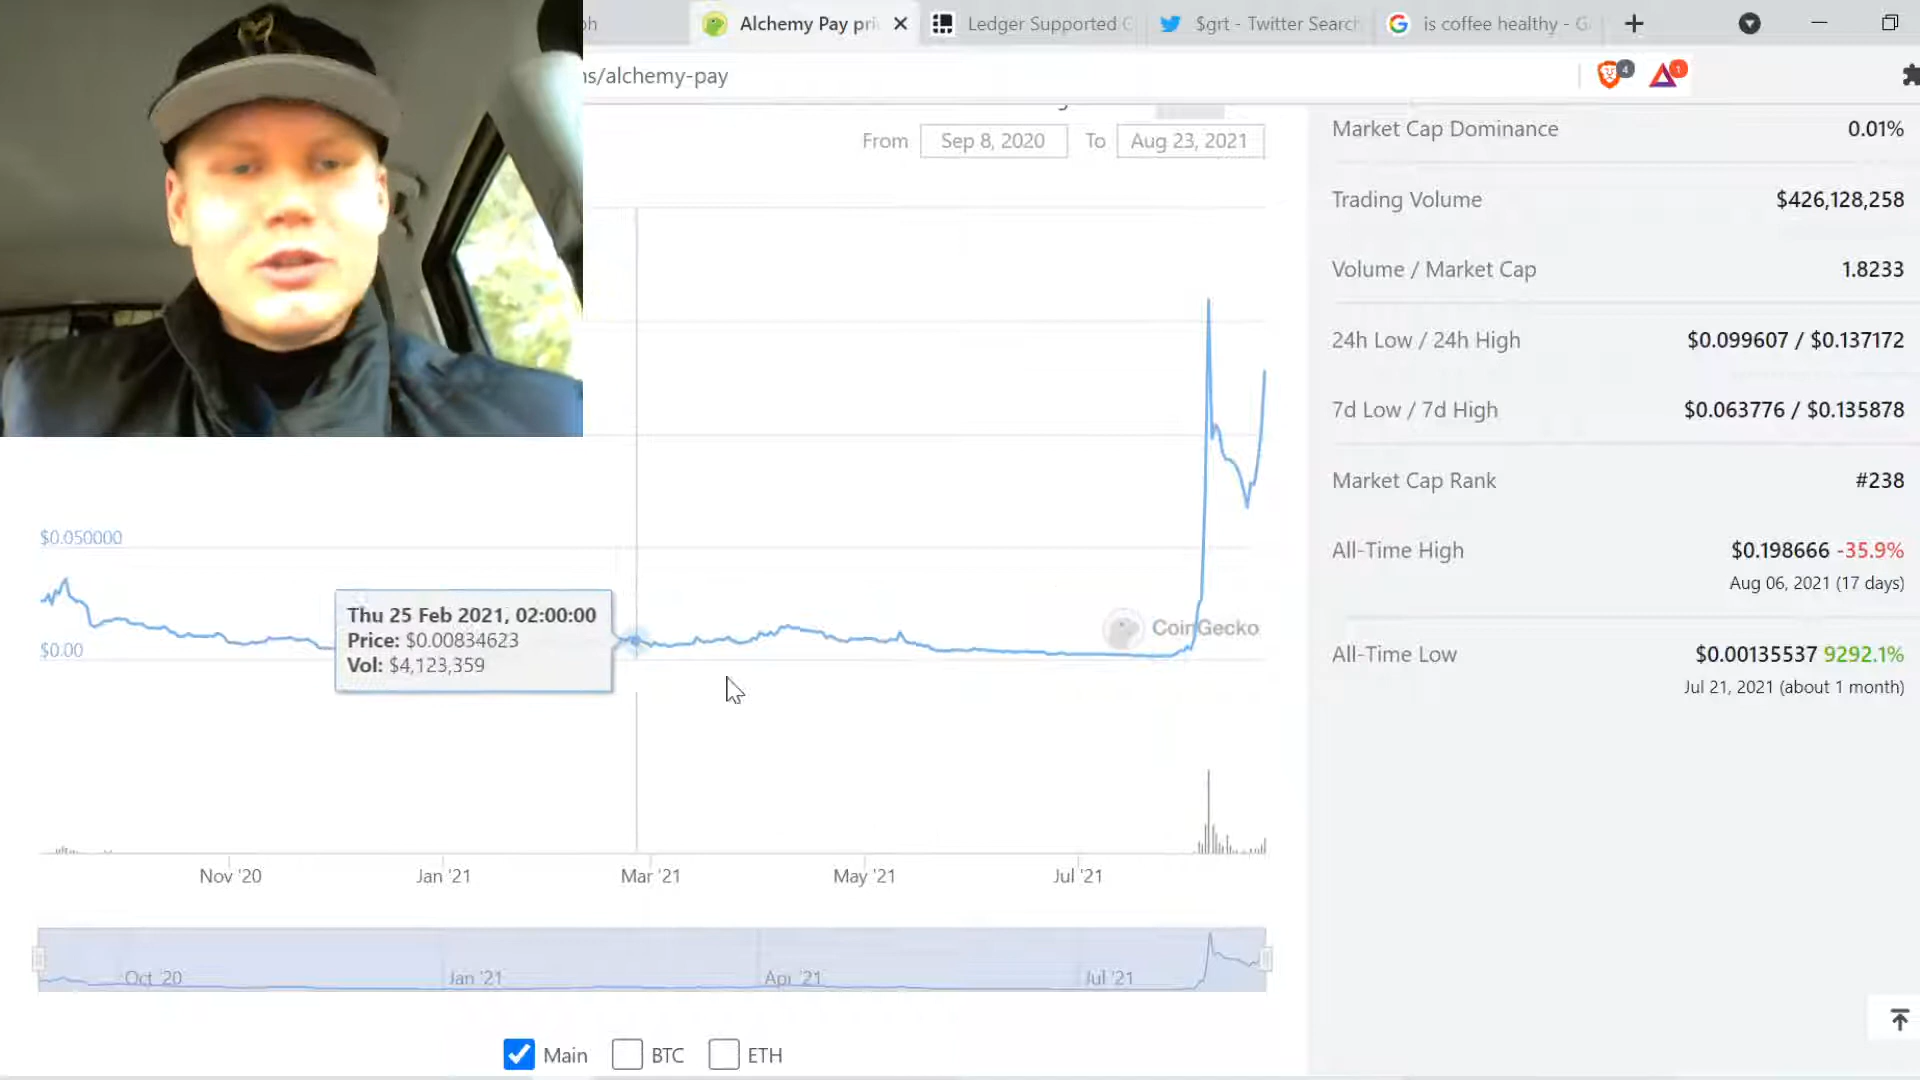 ph
Alchemy Pay pri
Ledger Supported C
$grt - Twitter Search
is coffee healthy - G
ns/alchemy-pay
4
1
From
Sep 8, 2020
To
Aug 23, 2021
Market Cap Dominance
0.01%
Trading Volume
$426,128,258
Volume / Market Cap
1.8233
24h Low / 24h High
$0.099607 / $0.137172
7d Low / 7d High
$0.063776 / $0.135878
Market Cap Rank
#238
All-Time High
$0.198666 -35.9%
Aug 06, 2021 (17 days)
All-Time Low
$0.00135537 9292.1%
Jul 21, 2021 (about 1 month)
$0.050000
$0.00
Thu 25 Feb 2021, 02:00:00
Price: $0.00834623
Vol: $4,123,359
CoinGecko
Nov '20
Jan '21
Mar '21
May '21
Jul '21
Oct '20
Jan '21
Apr '21
Jul '21
Main
BTC
ETH